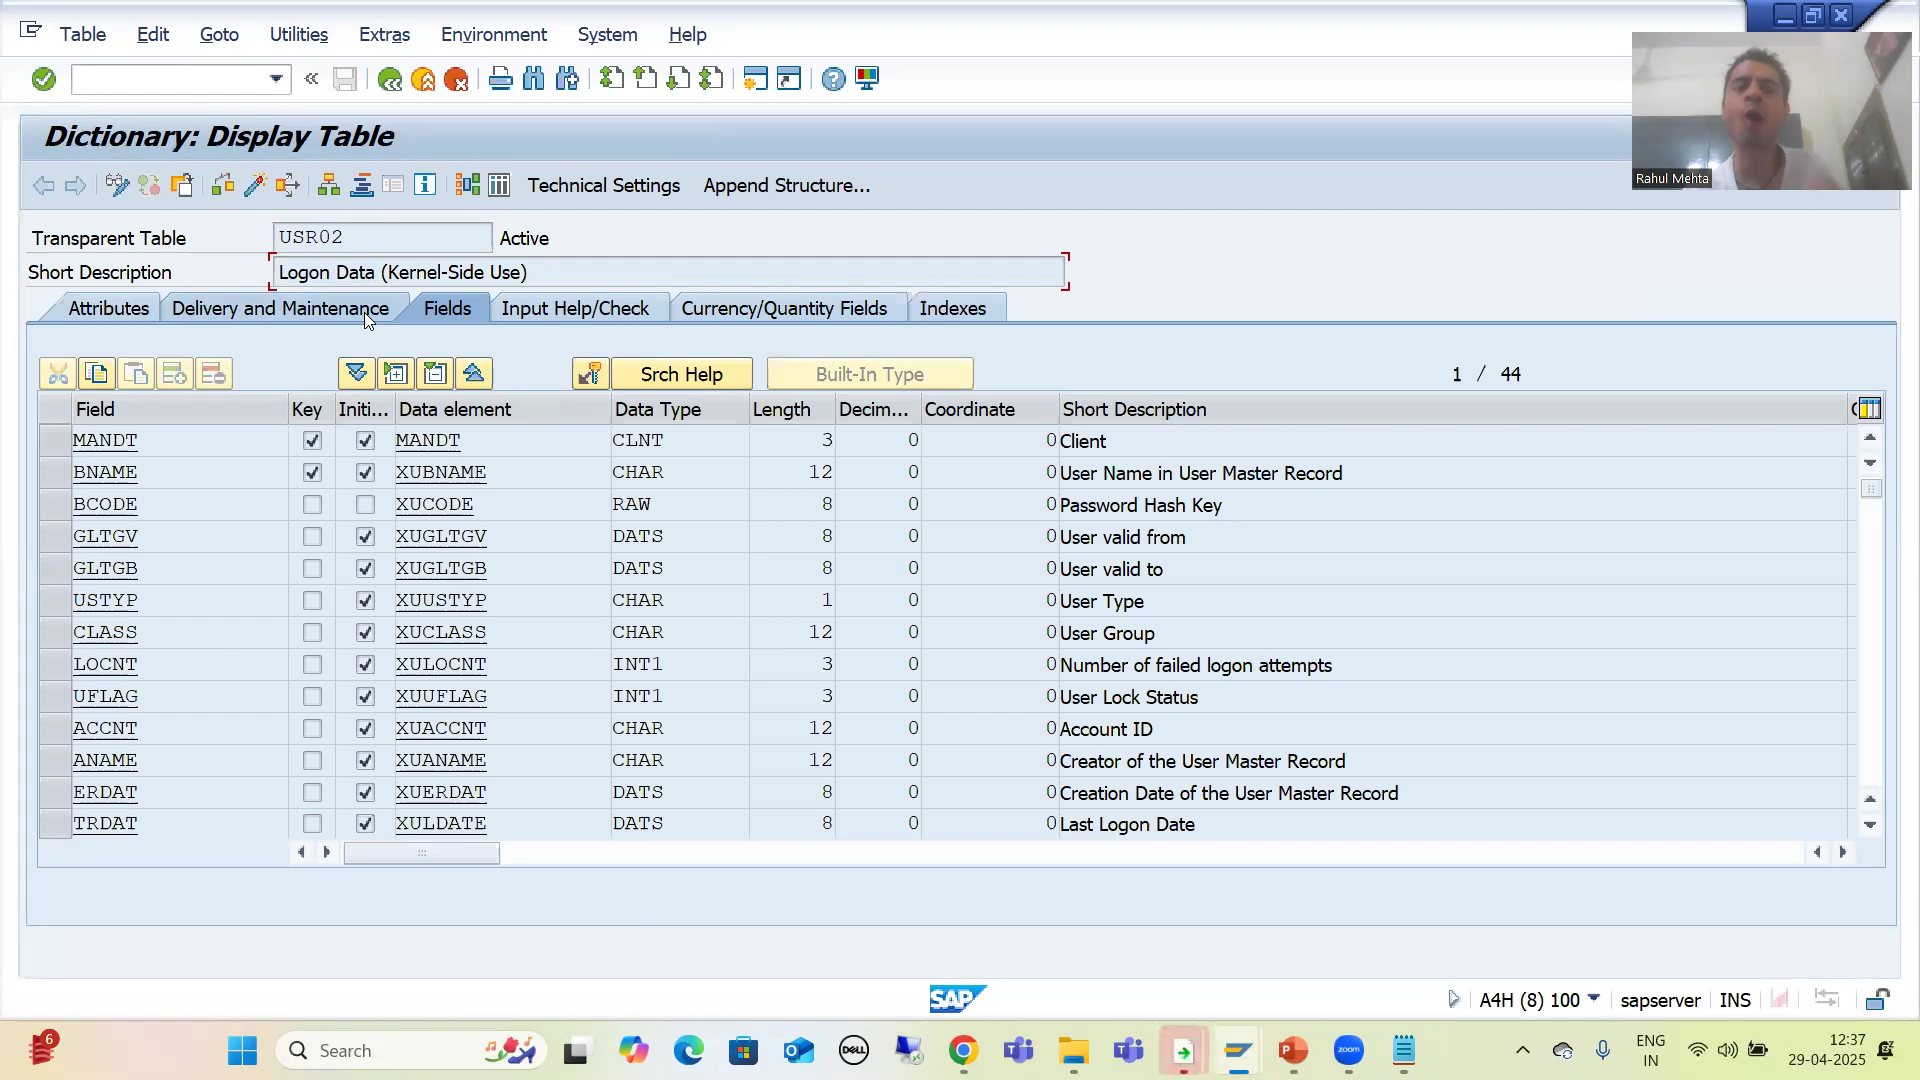 Table Edit Goto Utilities Extras Environment System Help
Rahul Mehta
Dictionary: Display Table
Technical Settings Append Structure...
Transparent Table USR02 Active
Short Description Logon Data (Kernel-Side Use)
Attributes Delivery and Maintenance Fields Input Help/Check Currency/Quantity Fields Indexes
Srch Help Built-In Type 1 / 44
Field Key Initi... Data element Data Type Length Decim... Coordinate Short Description
MANDT MANDT CLNT 3 0 0 Client
BNAME XUBNAME CHAR 12 0 0 User Name in User Master Record
BCODE XUCODE RAW 8 0 0 Password Hash Key
GLTGV XUGLTGV DATS 8 0 0 User valid from
GLTGB XUGLTGB DATS 8 0 0 User valid to
USTYP XUUSTYP CHAR 1 0 0 User Type
CLASS XUCLASS CHAR 12 0 0 User Group
LOCNT XULOCNT INT1 3 0 0 Number of failed logon attempts
UFLAG XUUFLAG INT1 3 0 0 User Lock Status
ACCNT XUACCNT CHAR 12 0 0 Account ID
ANAME XUANAME CHAR 12 0 0 Creator of the User Master Record
ERDAT XUERDAT DATS 8 0 0 Creation Date of the User Master Record
TRDAT XULDATE DATS 8 0 0 Last Logon Date
SAP A4H (8) 100 sapserver INS
6 Search DELL zoom ENG 12:37
IN 29-04-2025